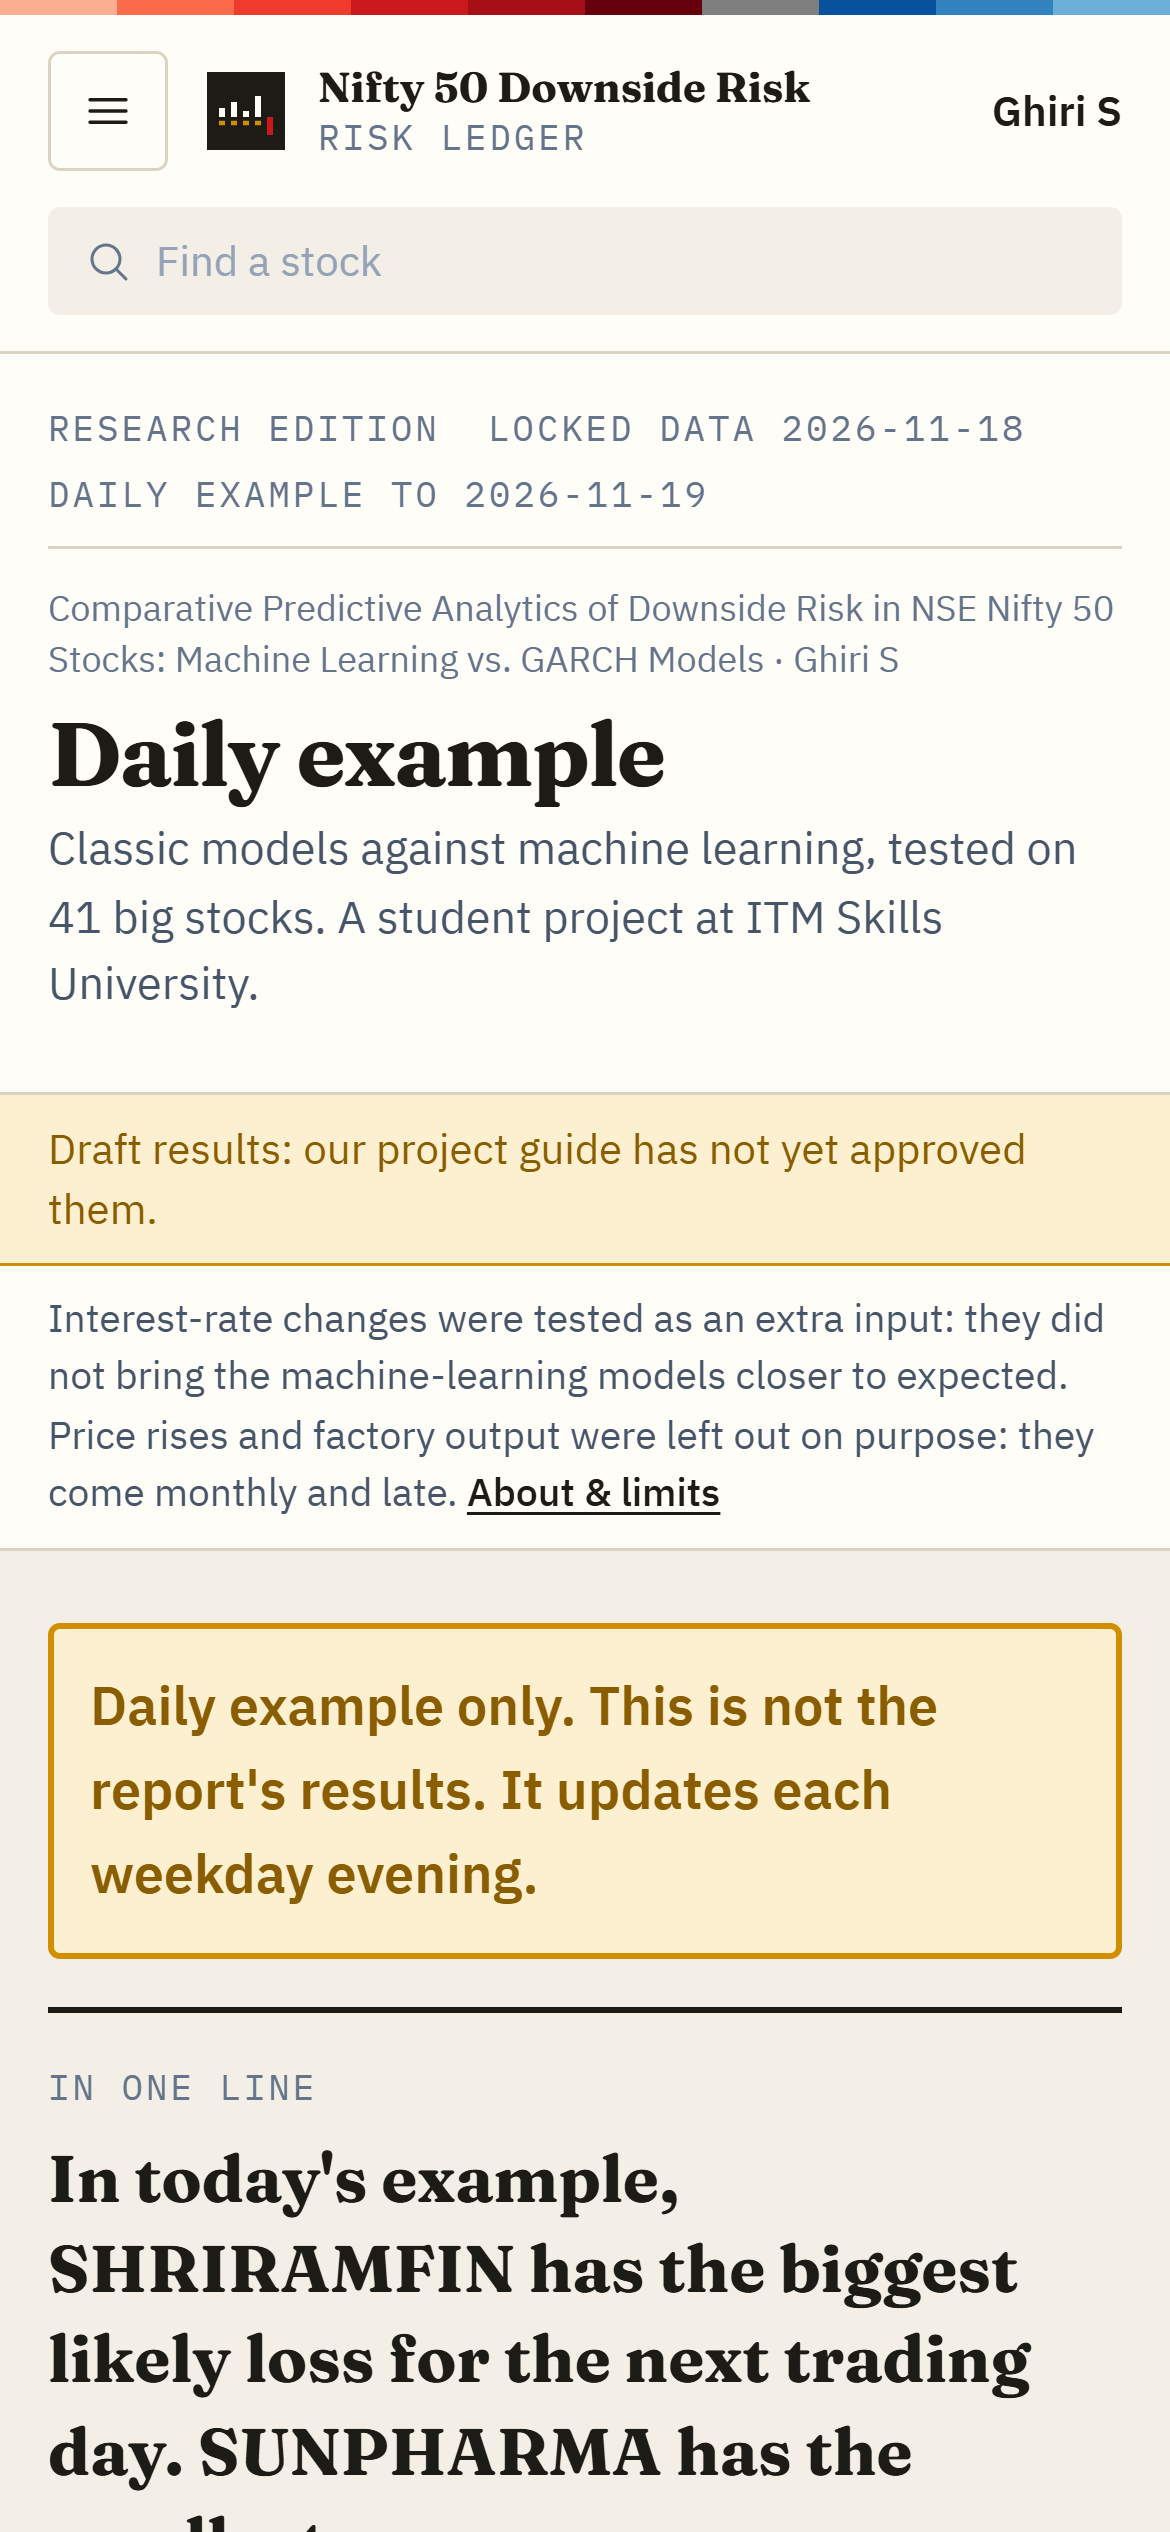 Nifty 50 Downside Risk
RISK LEDGER
Ghiri S
Find a stock
RESEARCH EDITION LOCKED DATA 2026-11-18
DAILY EXAMPLE TO 2026-11-19
Comparative Predictive Analytics of Downside Risk in NSE Nifty 50
Stocks: Machine Learning vs. GARCH Models · Ghiri S
Daily example
Classic models against machine learning, tested on
41 big stocks. A student project at ITM Skills
University.
Draft results: our project guide has not yet approved
them.
Interest-rate changes were tested as an extra input: they did
not bring the machine-learning models closer to expected.
Price rises and factory output were left out on purpose: they
come monthly and late. About & limits
Daily example only. This is not the
report's results. It updates each
weekday evening.
IN ONE LINE
In today's example,
SHRIRAMFIN has the biggest
likely loss for the next trading
day. SUNPHARMA has the